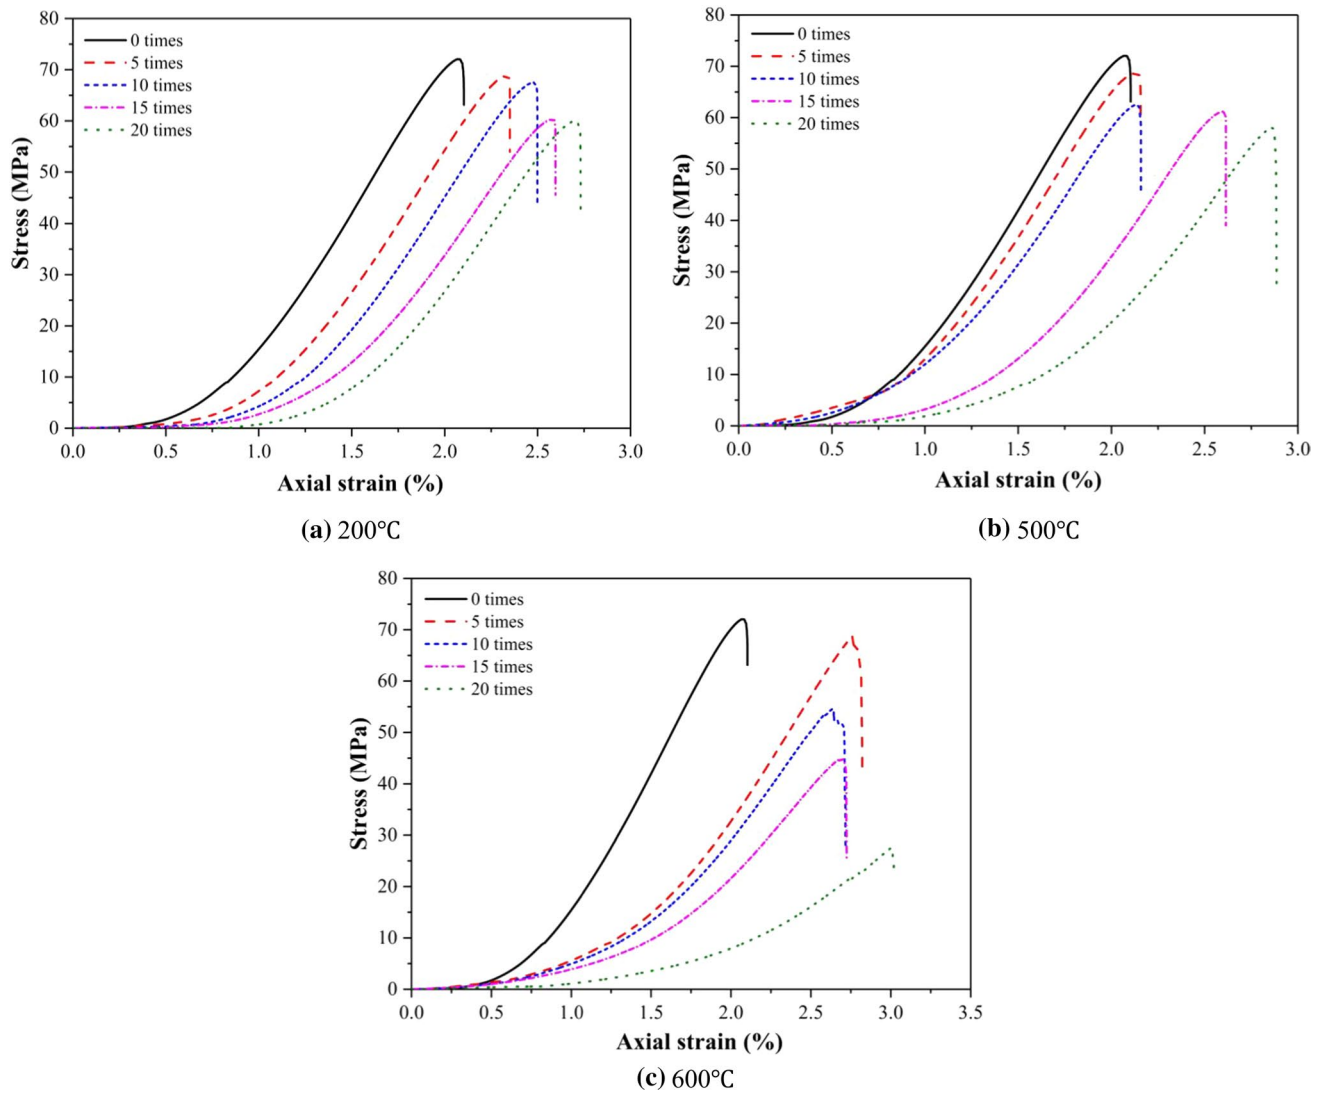 80
70
60
50
40
30
20
10
0
Stress (MPa)
0 times
5 times
10 times
15 times
20 times
0.0 0.5 1.0 1.5 2.0 2.5 3.0
Axial strain (%)
(a) 200℃
80
70
60
50
40
30
20
10
0
Stress (MPa)
0 times
5 times
10 times
15 times
20 times
0.0 0.5 1.0 1.5 2.0 2.5 3.0
Axial strain (%)
(b) 500℃
80
70
60
50
40
30
20
10
0
Stress (MPa)
0 times
5 times
10 times
15 times
20 times
0.0 0.5 1.0 1.5 2.0 2.5 3.0 3.5
Axial strain (%)
(c) 600℃